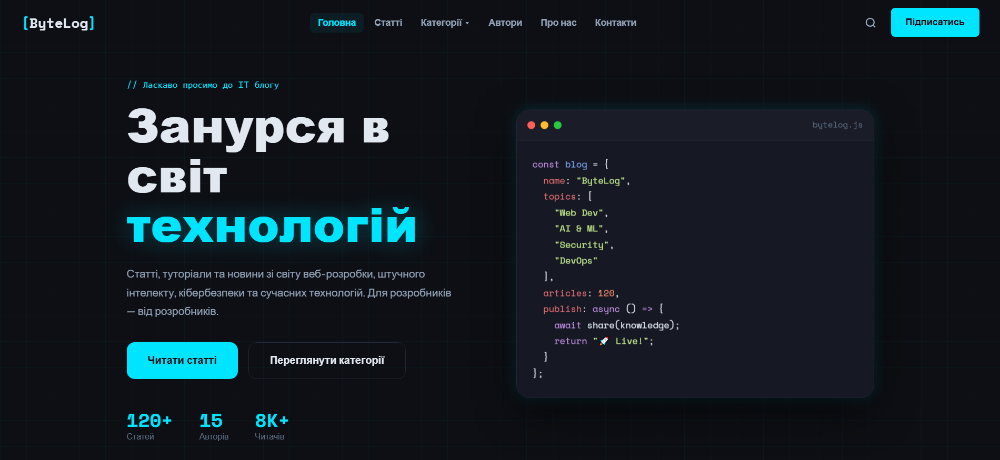 [ByteLog]
Головна Статті Категорії Автори Про нас Контакти
Підписатись
// Ласкаво просимо до ІТ блогу
Занурся в
світ
технологій
Статті, туторіали та новини зі світу веб-розробки, штучного
інтелекту, кібербезпеки та сучасних технологій. Для розробників
— від розробників.
Читати статті
Переглянути категорії
120+ 15 8K+
Статей Авторів Читачів
bytelog.js
const blog = {
name: "ByteLog",
topics: [
"Web Dev",
"AI & ML",
"Security",
"DevOps"
],
articles: 120,
publish: async () => {
await share(knowledge);
return "🚀 Live!";
}
};